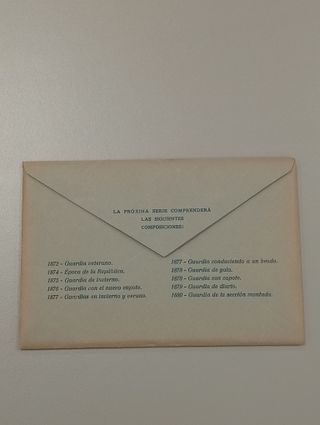 LA PRÓXIMA SERIE COMPRENDERÁ
LAS SIGUIENTES
COMPOSICIONES:
1872 - Guardia veterano.
1874 - Época de la República.
1875 - Guardia de invierno.
1876 - Guardia con el nuevo capote.
1877 - Guardias en invierno y verano.
1877 - Guardia conduciendo a un beodo.
1878 - Guardia de gala.
1878 - Guardia con capote.
1879 - Guardia de diario.
1880 - Guardia de la sección montada.